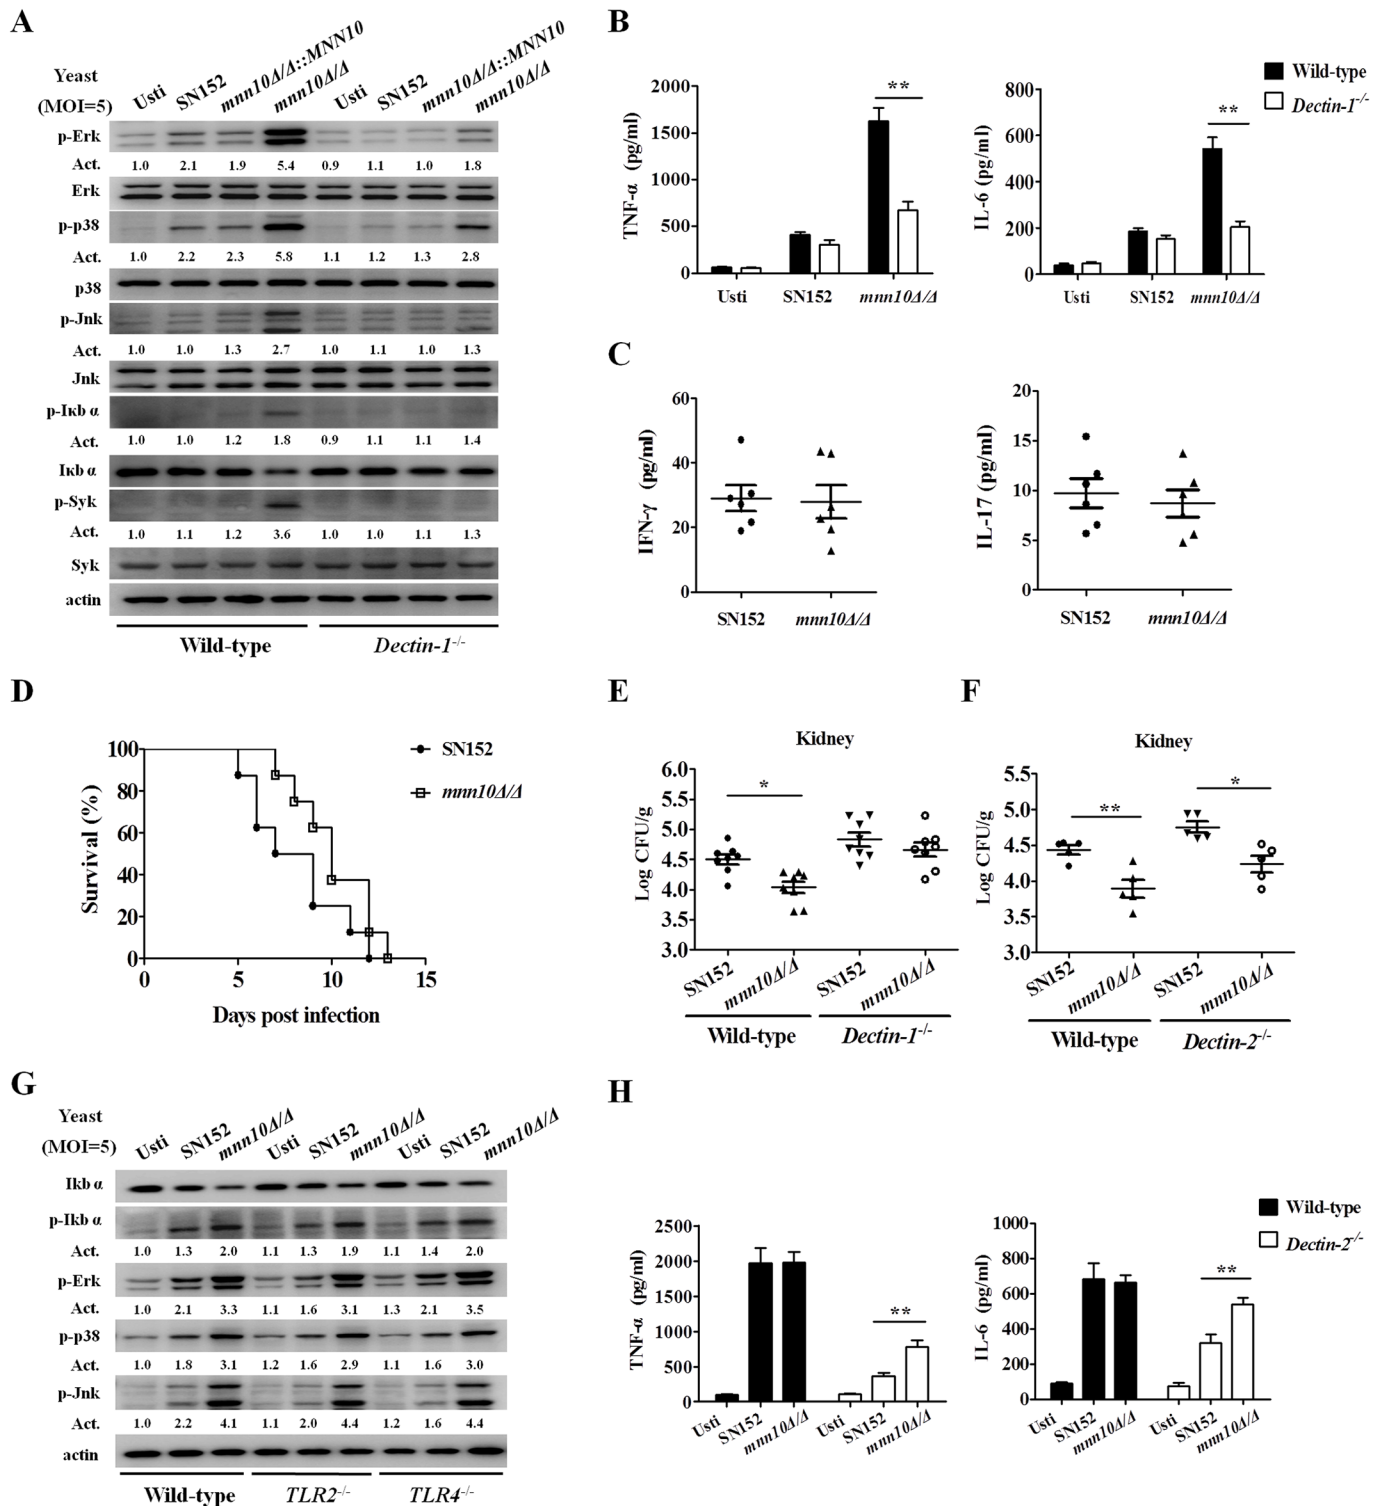 A
Yeast
(MOI=5)
Usti SN152 mnn10Δ/Δ::MNN10 mnn10Δ/Δ Usti SN152 mnn10Δ/Δ::MNN10 mnn10Δ/Δ
p-Erk
Act. 1.0 2.1 1.9 5.4 0.9 1.1 1.0 1.8
Erk
p-p38
Act. 1.0 2.2 2.3 5.8 1.1 1.2 1.3 2.8
p38
p-Jnk
Act. 1.0 1.0 1.3 2.7 1.0 1.1 1.0 1.3
Jnk
p-Iκb α
Act. 1.0 1.0 1.2 1.8 0.9 1.1 1.1 1.4
Iκb α
p-Syk
Act. 1.0 1.1 1.2 3.6 1.0 1.0 1.1 1.3
Syk
actin
Wild-type Dectin-1-/-
B
Wild-type
Dectin-1-/-
TNF-α (pg/ml)
2000
1500
1000
500
0
**
Usti SN152 mnn10Δ/Δ
IL-6 (pg/ml)
800
600
400
200
0
**
Usti SN152 mnn10Δ/Δ
C
IFN-γ (pg/ml)
60
40
20
0
SN152 mnn10Δ/Δ
IL-17 (pg/ml)
20
15
10
5
0
SN152 mnn10Δ/Δ
D
Survival (%)
100
80
60
40
20
0
0 5 10 15
Days post infection
SN152
mnn10Δ/Δ
E
Kidney
Log CFU/g
6.0
5.5
5.0
4.5
4.0
3.5
3.0
*
SN152 mnn10Δ/Δ SN152 mnn10Δ/Δ
Wild-type Dectin-1-/-
F
Kidney
Log CFU/g
5.5
5.0
4.5
4.0
3.5
3.0
** *
SN152 mnn10Δ/Δ SN152 mnn10Δ/Δ
Wild-type Dectin-2-/-
G
Yeast
(MOI=5)
Usti SN152 mnn10Δ/Δ Usti SN152 mnn10Δ/Δ Usti SN152 mnn10Δ/Δ
Ikb α
p-Ikb α
Act. 1.0 1.3 2.0 1.1 1.3 1.9 1.1 1.4 2.0
p-Erk
Act. 1.0 2.1 3.3 1.1 1.6 3.1 1.3 2.1 3.5
p-p38
Act. 1.0 1.8 3.1 1.2 1.6 2.9 1.1 1.6 3.0
p-Jnk
Act. 1.0 2.2 4.1 1.1 2.0 4.4 1.2 1.6 4.4
actin
Wild-type TLR2-/- TLR4-/-
H
Wild-type
Dectin-2-/-
TNF-α (pg/ml)
2500
2000
1500
1000
500
0
**
Usti SN152 mnn10Δ/Δ Usti SN152 mnn10Δ/Δ
IL-6 (pg/ml)
1000
800
600
400
200
0
**
Usti SN152 mnn10Δ/Δ Usti SN152 mnn10Δ/Δ